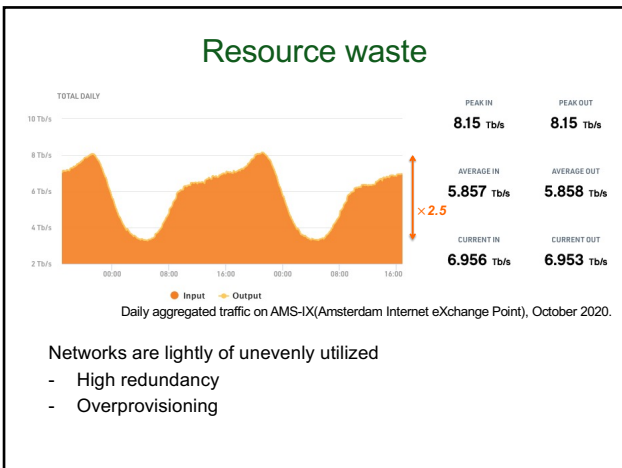 Resource waste
TOTAL DAILY
10 Tb/s
8 Tb/s
6 Tb/s
4 Tb/s
2 Tb/s
00:00 08:00 16:00 00:00 08:00 16:00
Input Output
×2.5
PEAK IN PEAK OUT
8.15 Tb/s 8.15 Tb/s
AVERAGE IN AVERAGE OUT
5.857 Tb/s 5.858 Tb/s
CURRENT IN CURRENT OUT
6.956 Tb/s 6.953 Tb/s
Daily aggregated traffic on AMS-IX(Amsterdam Internet eXchange Point), October 2020.
Networks are lightly of unevenly utilized
- High redundancy
- Overprovisioning